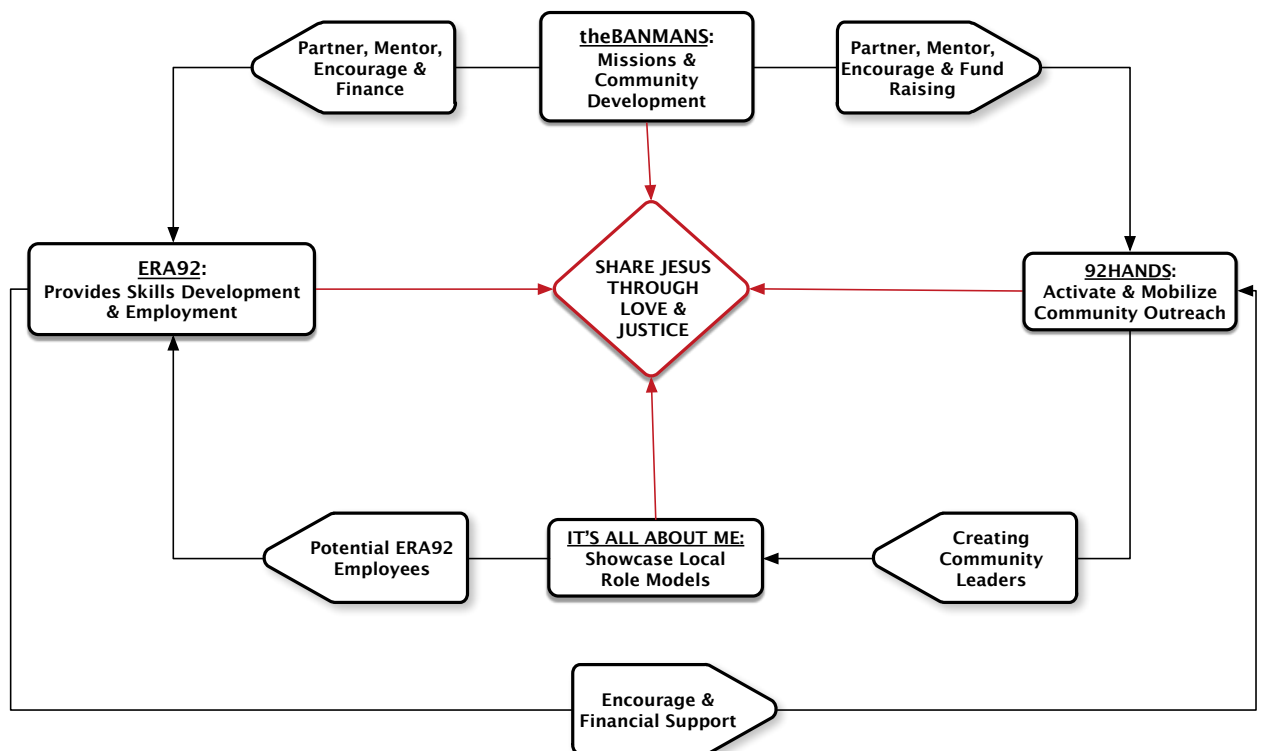 Partner, Mentor,
Encourage &
Finance
theBANMANS:
Missions &
Community
Development
Partner, Mentor,
Encourage & Fund
Raising
ERA92:
Provides Skills Development
& Employment
SHARE JESUS
THROUGH
LOVE &
JUSTICE
92HANDS:
Activate & Mobilize
Community Outreach
Potential ERA92
Employees
IT'S ALL ABOUT ME:
Showcase Local
Role Models
Creating
Community
Leaders
Encourage &
Financial Support